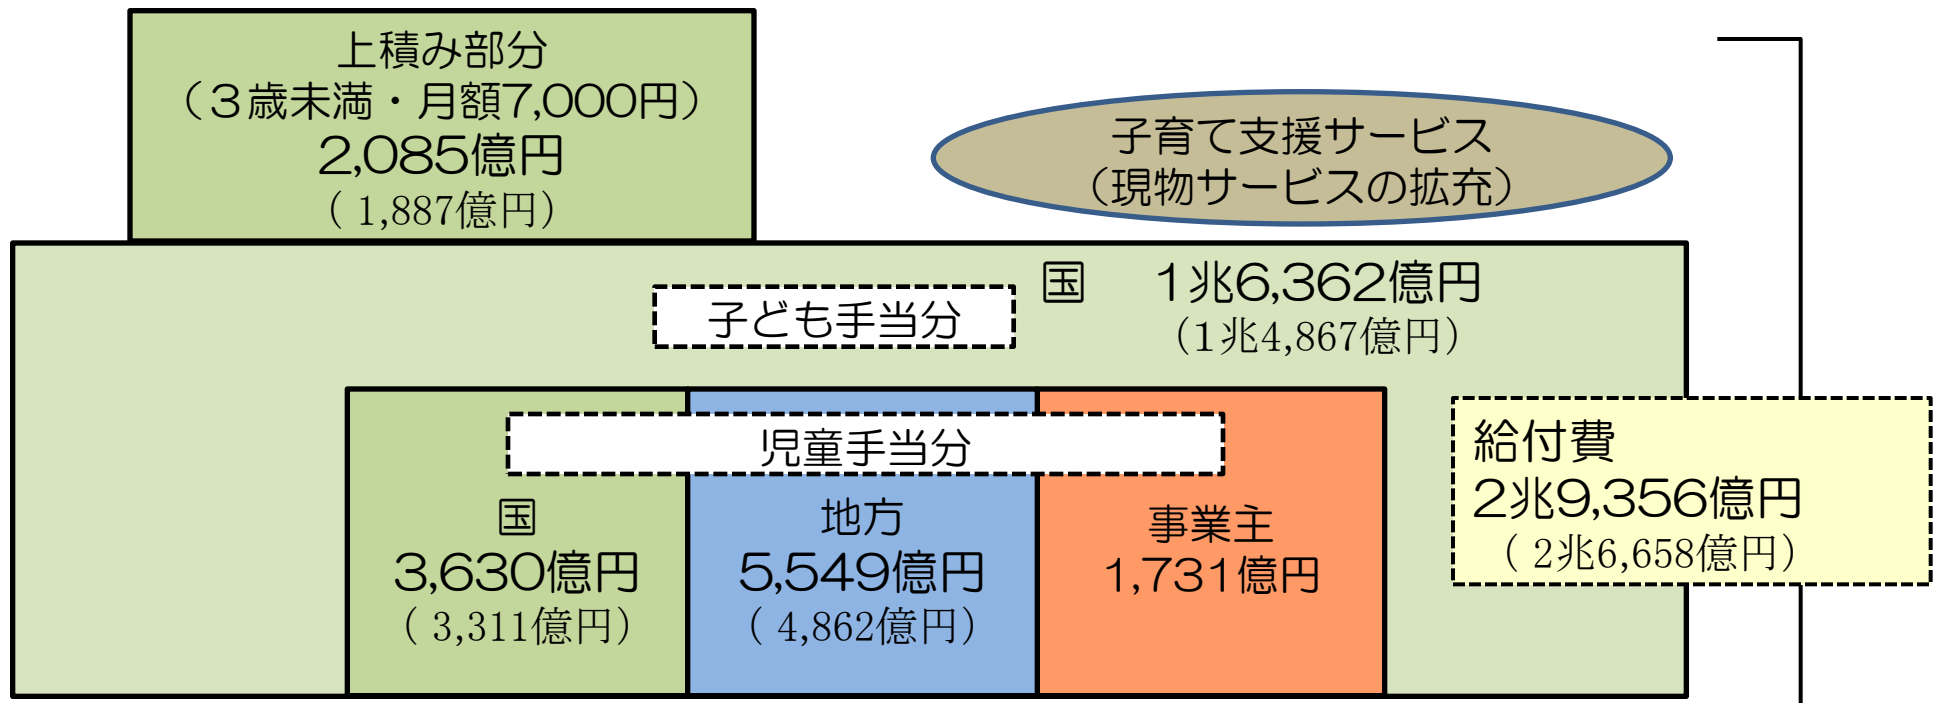 上積み部分
（３歳未満・月額7,000円）
2,085億円
（ 1,887億円）
子育て支援サービス
（現物サービスの拡充）
国　１兆6,362億円
（１兆4,867億円）
子ども手当分
児童手当分
国
3,630億円
（ 3,311億円）
地方
5,549億円
（ 4,862億円）
事業主
1,731億円
給付費
２兆9,356億円
（ 2兆6,658億円）